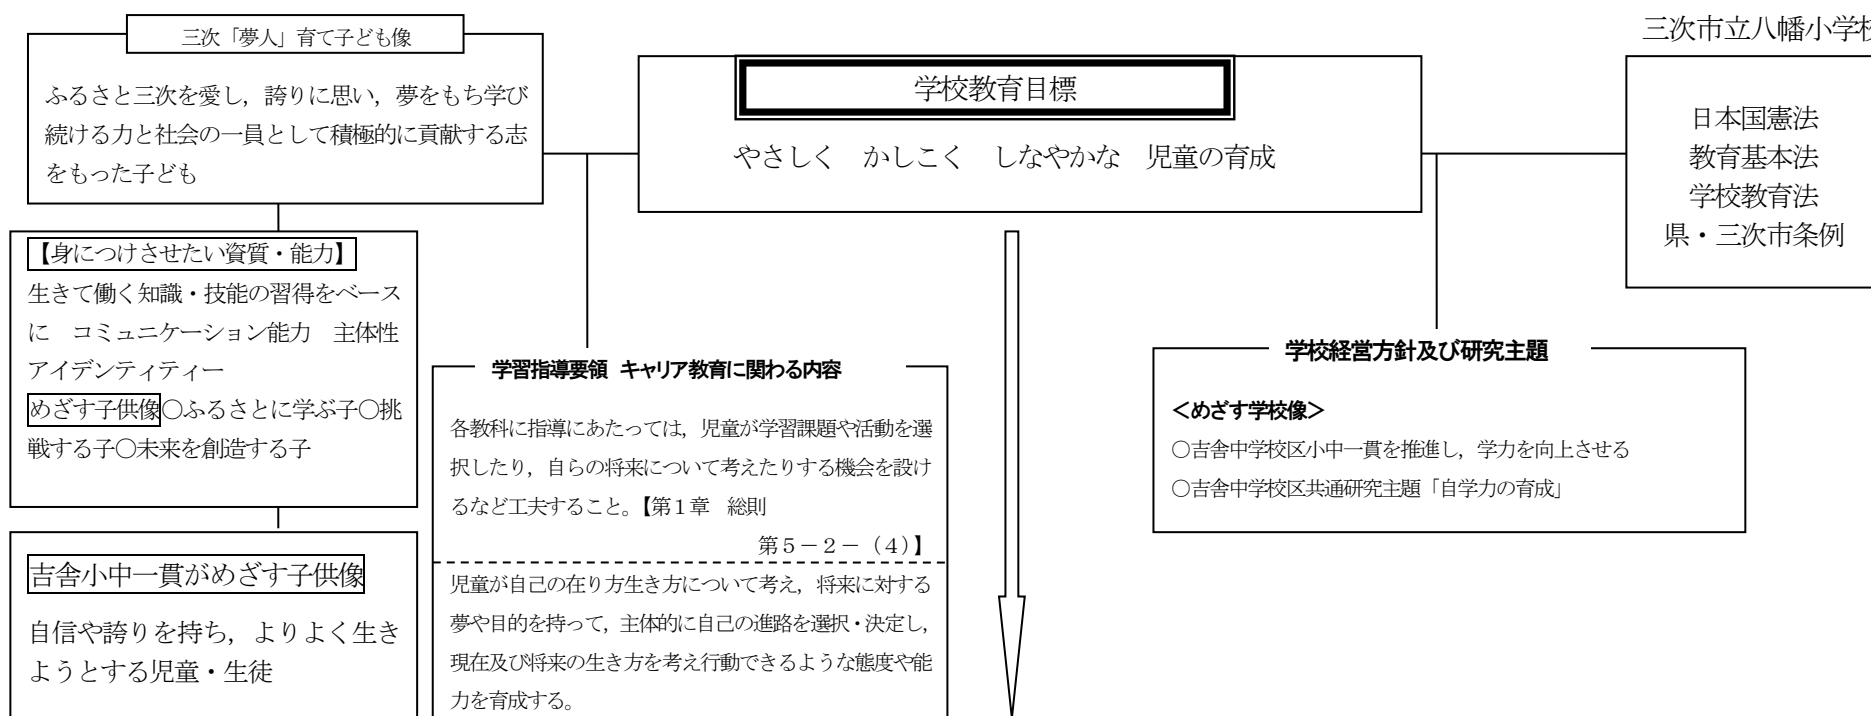 三次市立八幡小学校
三次「夢人」育て子ども像
ふるさと三次を愛し，誇りに思い，夢をもち学び
続ける力と社会の一員として積極的に貢献する志
をもった子ども
学校教育目標
やさしく　かしこく　しなやかな　児童の育成
日本国憲法
教育基本法
学校教育法
県・三次市条例
【身につけさせたい資質・能力】
生きて働く知識・技能の習得をベース
に　コミュニケーション能力　主体性
アイデンティティー
めざす子供像○ふるさとに学ぶ子○挑
戦する子○未来を創造する子
吉舎小中一貫がめざす子供像
自信や誇りを持ち，よりよく生き
ようとする児童・生徒
学習指導要領 キャリア教育に関わる内容
各教科に指導にあたっては，児童が学習課題や活動を選
択したり，自らの将来について考えたりする機会を設け
るなど工夫すること。【第１章　総則
第５－２－（４）】
児童が自己の在り方生き方について考え，将来に対する
夢や目的を持って，主体的に自己の進路を選択・決定し，
現在及び将来の生き方を考え行動できるような態度や能
力を育成する。
学校経営方針及び研究主題
＜めざす学校像＞
○吉舎中学校区小中一貫を推進し，学力を向上させる
○吉舎中学校区共通研究主題「自学力の育成」